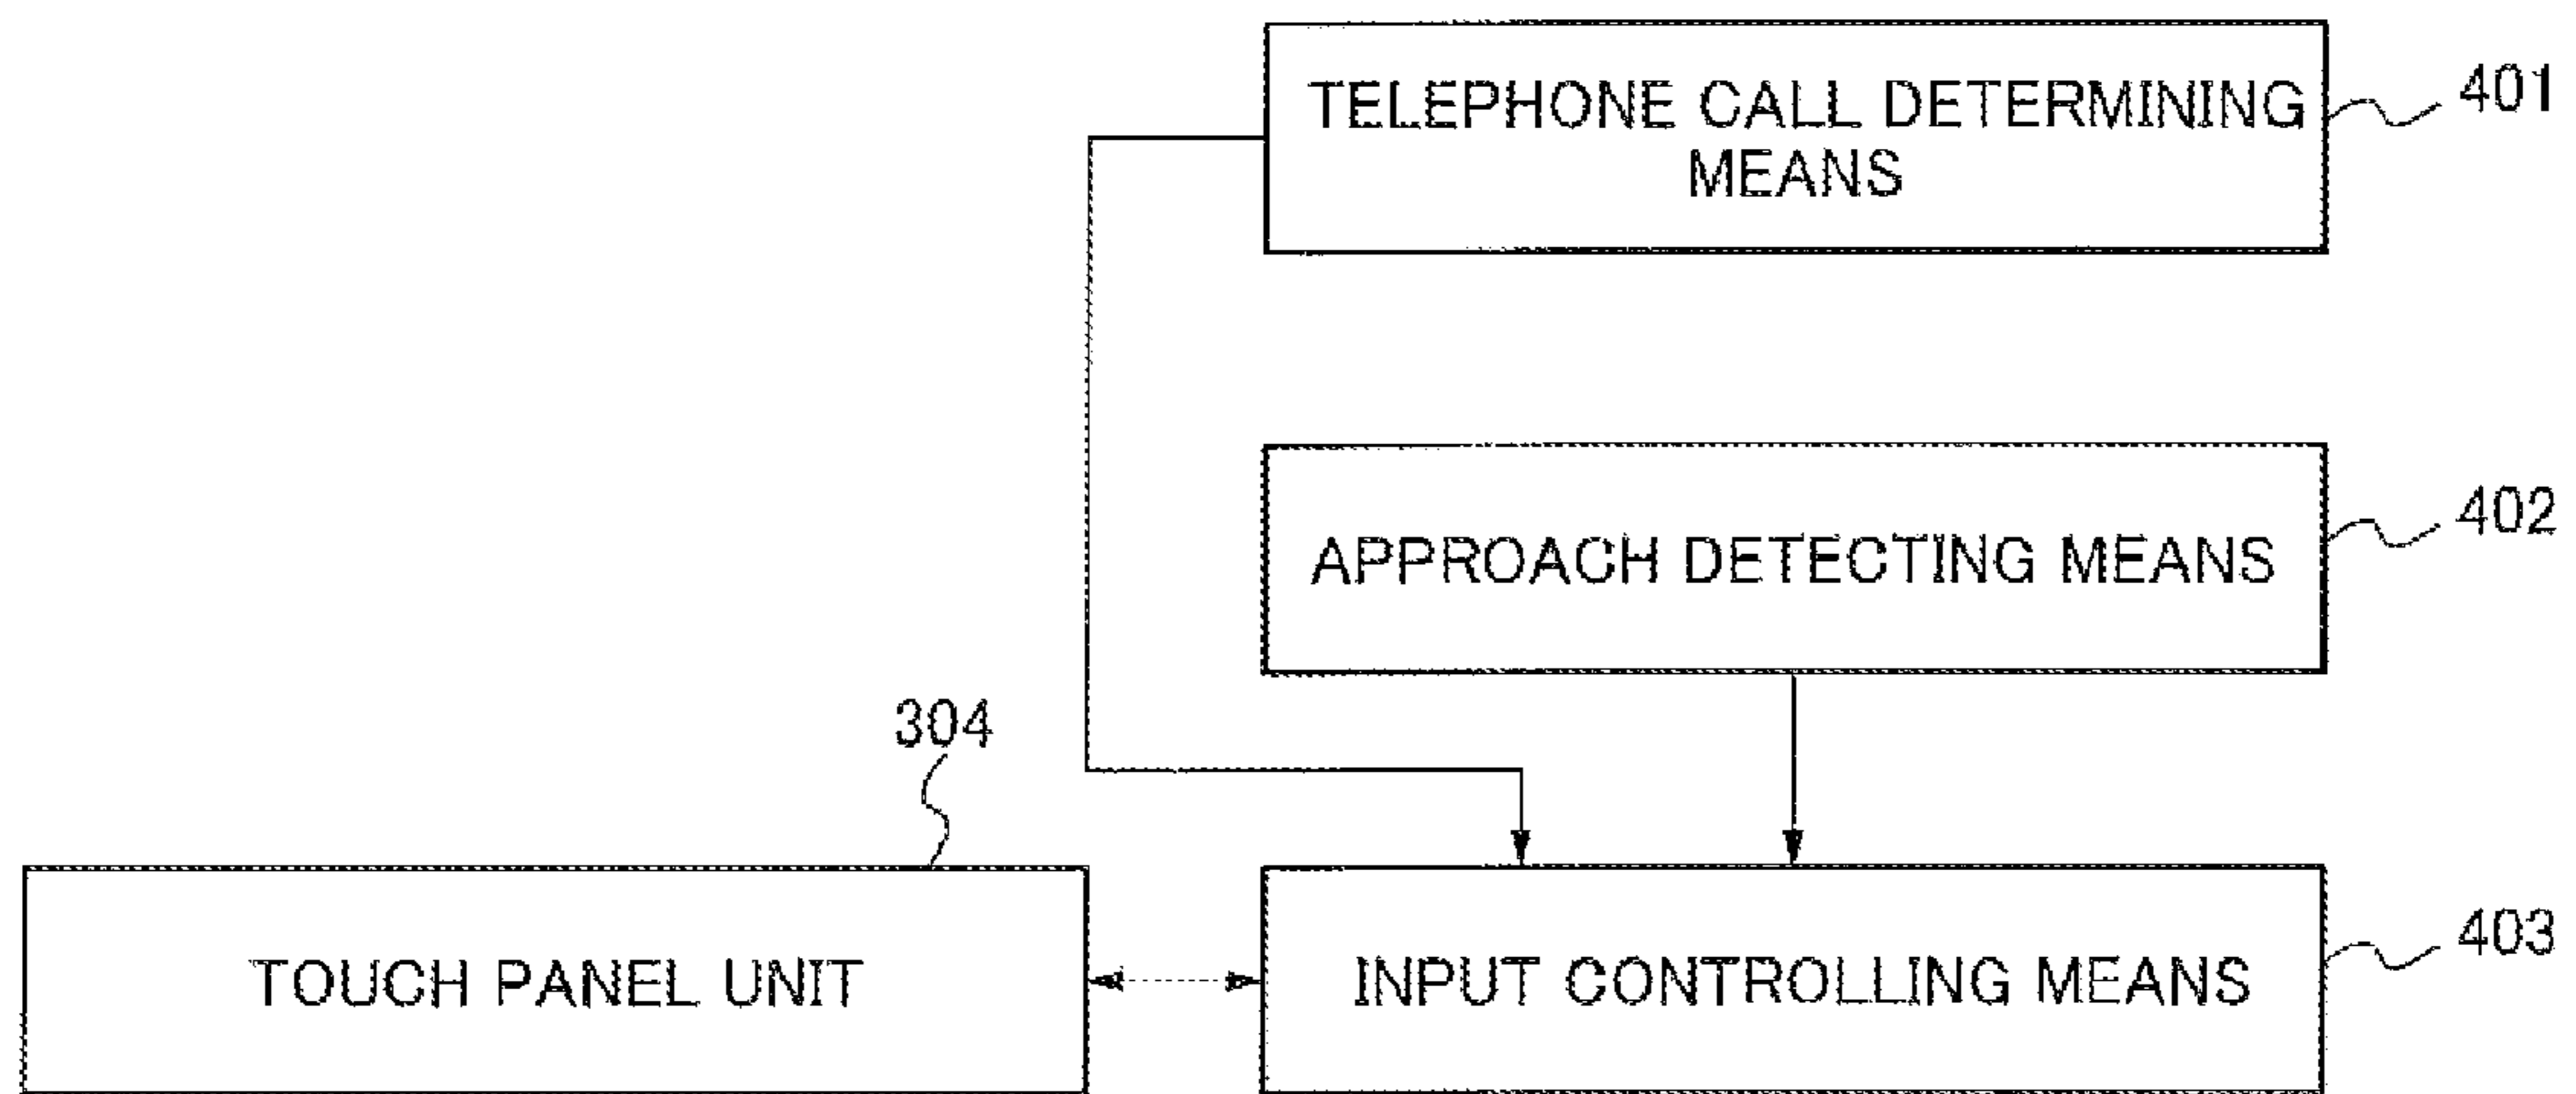 TELEPHONE CALL DETERMINING
MEANS
401
APPROACH DETECTING MEANS
402
304
TOUCH PANEL UNIT
INPUT CONTROLLING MEANS
403